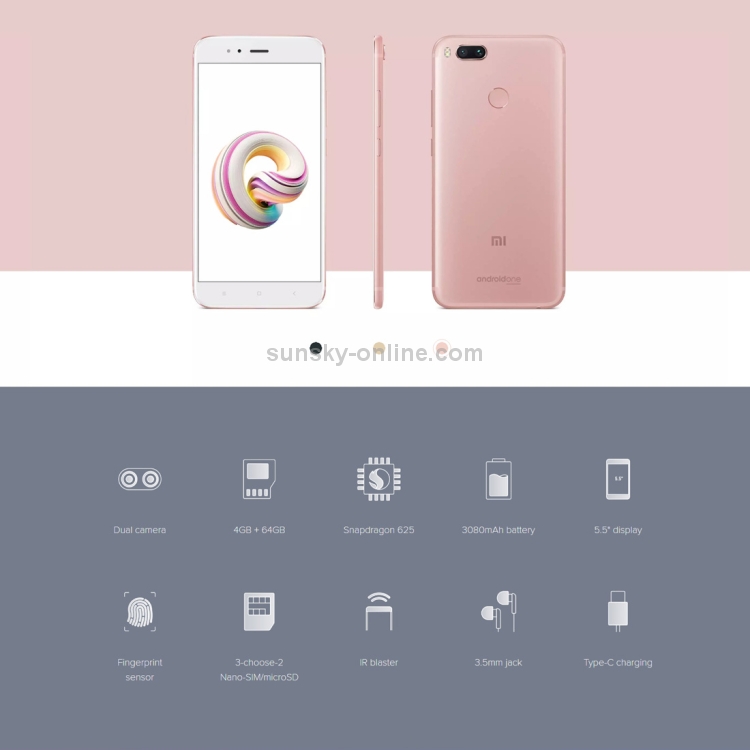 mi
androidone
sunsky-online.com
5.5"
Dual camera
4GB + 64GB
Snapdragon 625
3080mAh battery
5.5" display
Fingerprint
sensor
3-choose-2
Nano-SIM/microSD
IR blaster
3.5mm jack
Type-C charging